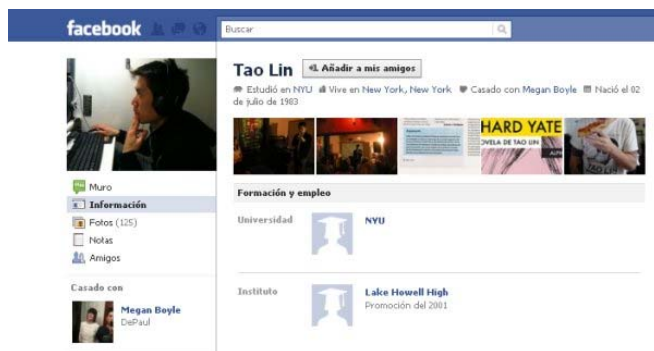 facebook
Buscar
Tao Lin
Añadir a mis amigos
Estudió en NYU Vive en New York, New York Casado con Megan Boyle Nació el 02
de julio de 1983
HARD YATE
OVELA DE TAO LIN
Muro
Información
Fotos (125)
Notas
Amigos
Casado con
Megan Boyle
DePaul
Formación y empleo
Universidad
NYU
Instituto
Lake Howell High
Promoción del 2001